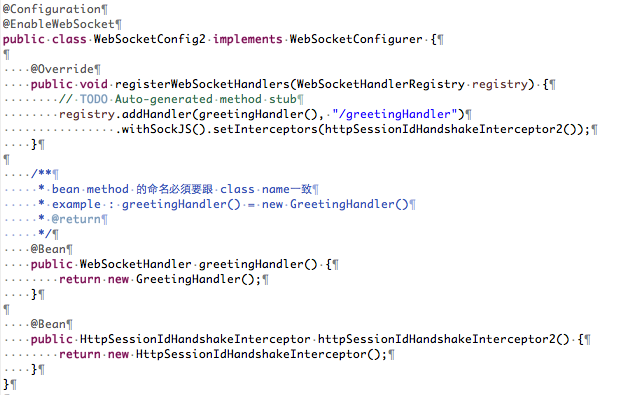 @Configuration¶
@EnableWebSocket¶
public class WebSocketConfig2 implements WebSocketConfigurer {¶
¶
····@Override¶
····public void registerWebSocketHandlers(WebSocketHandlerRegistry registry) {¶
········// TODO Auto-generated method stub¶
········registry.addHandler(greetingHandler(), "/greetingHandler")¶
················.withSockJS().setInterceptors(httpSessionIdHandshakeInterceptor2());¶
····}¶
¶
····/**¶
·····* bean method 的命名必須要跟 class name一致¶
·····* example : greetingHandler() = new GreetingHandler()¶
·····* @return¶
·····*/¶
····@Bean¶
····public WebSocketHandler greetingHandler() {¶
········return new GreetingHandler();¶
····}¶
¶
····@Bean¶
····public HttpSessionIdHandshakeInterceptor httpSessionIdHandshakeInterceptor2() {¶
········return new HttpSessionIdHandshakeInterceptor();¶
····}¶
}¶